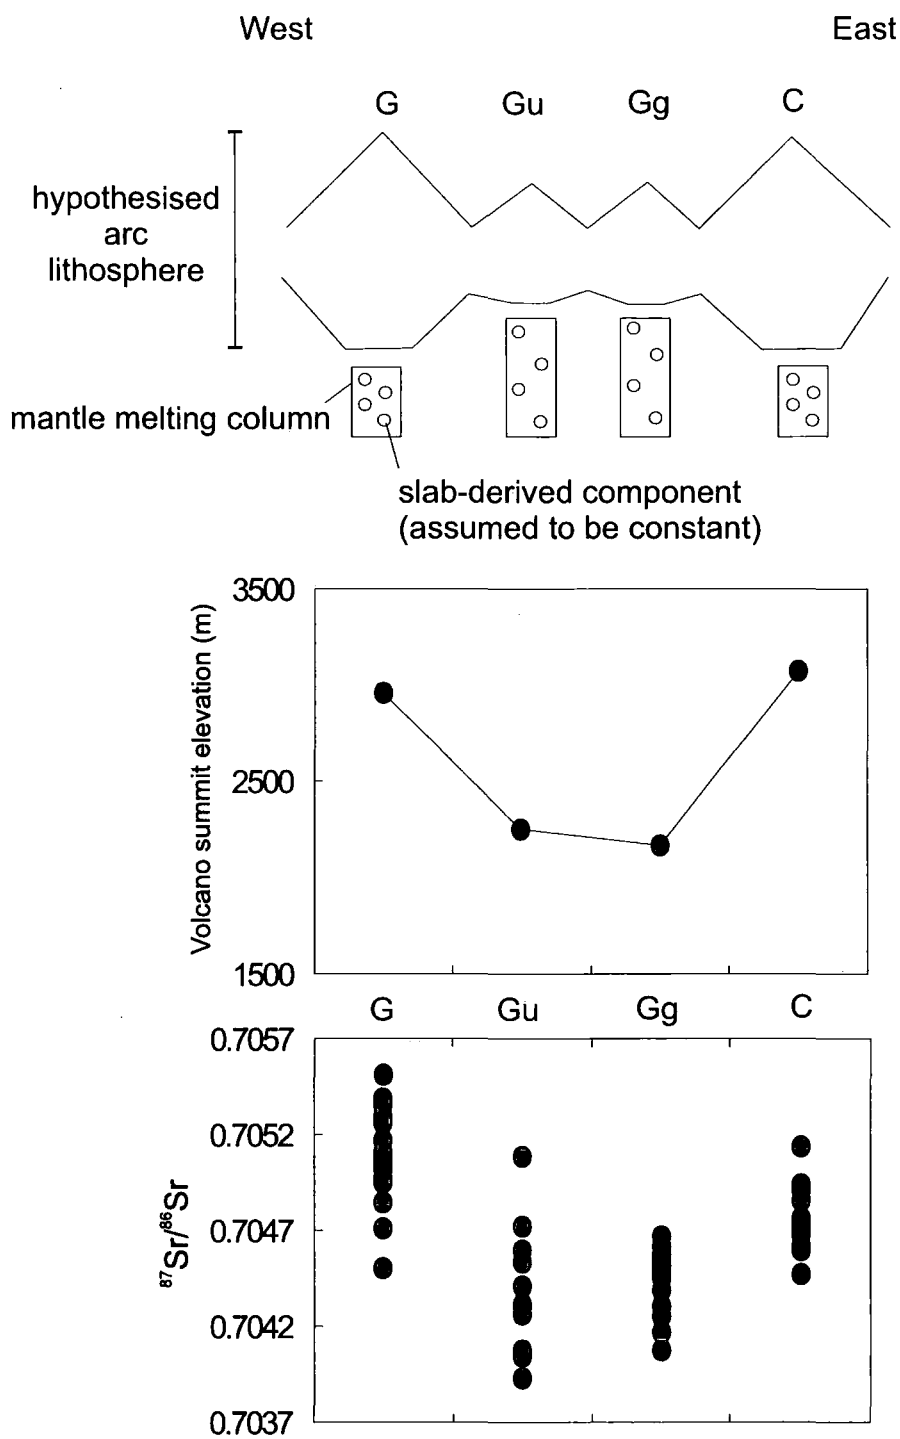 West East
G Gu Gg C
hypothesised
arc
lithosphere
mantle melting column
slab-derived component
(assumed to be constant)
Volcano summit elevation (m)
3500
2500
1500
G Gu Gg C
⁸⁷Sr/⁸⁶Sr
0.7057
0.7052
0.7047
0.7042
0.7037